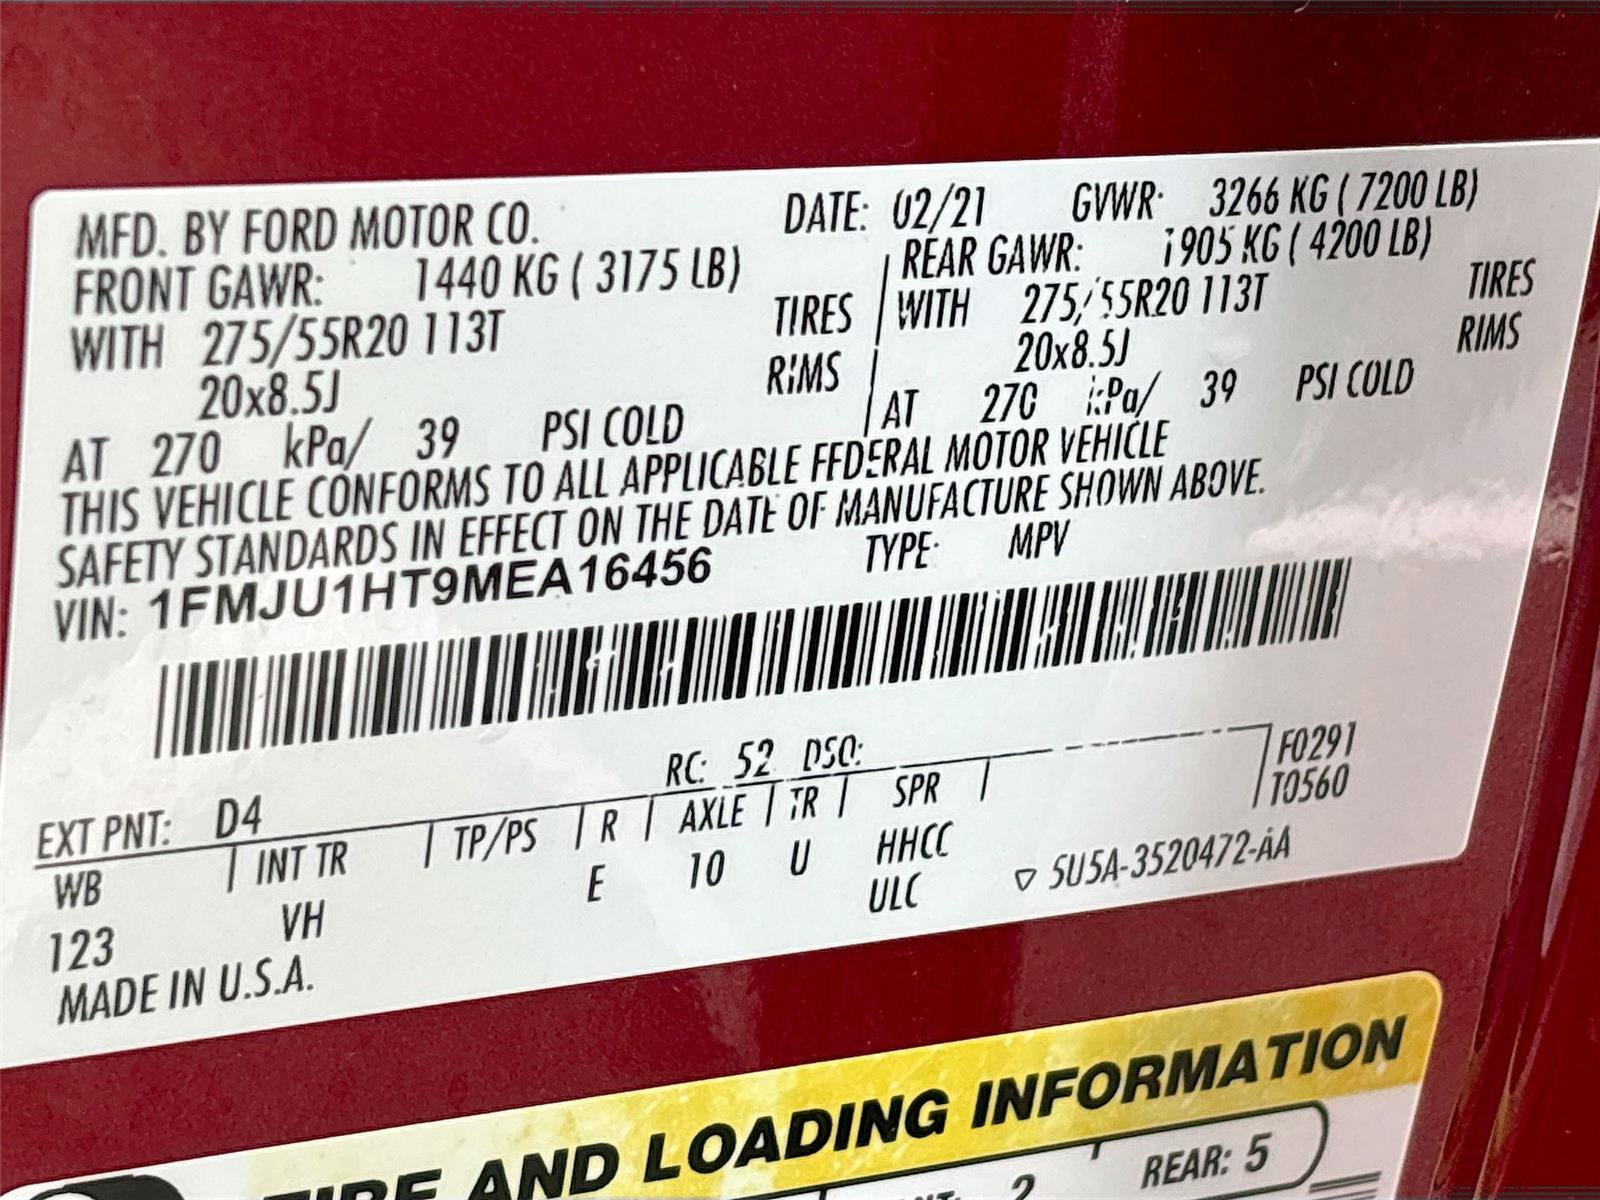 MFD. BY FORD MOTOR CO. DATE: 02/21 GVWR: 3266 KG ( 7200 LB)
FRONT GAWR: 1440 KG ( 3175 LB) REAR GAWR: 1905 KG ( 4200 LB)
WITH 275/55R20 113T TIRES WITH 275/55R20 113T TIRES
20x8.5J RIMS 20x8.5J RIMS
AT 270 kPa/ 39 PSI COLD AT 270 kPa/ 39 PSI COLD
THIS VEHICLE CONFORMS TO ALL APPLICABLE FEDERAL MOTOR VEHICLE
SAFETY STANDARDS IN EFFECT ON THE DATE OF MANUFACTURE SHOWN ABOVE.
VIN: 1FMJU1HT9MEA16456 TYPE: MPV
EXT PNT: D4 RC: 52 DSO: F0291
WB INT TR TP/PS R AXLE TR SPR T0560
123 VH E 10 U HHCC
ULC ▽ 5U5A-3520472-AA
MADE IN U.S.A.
TIRE AND LOADING INFORMATION
2 REAR: 5